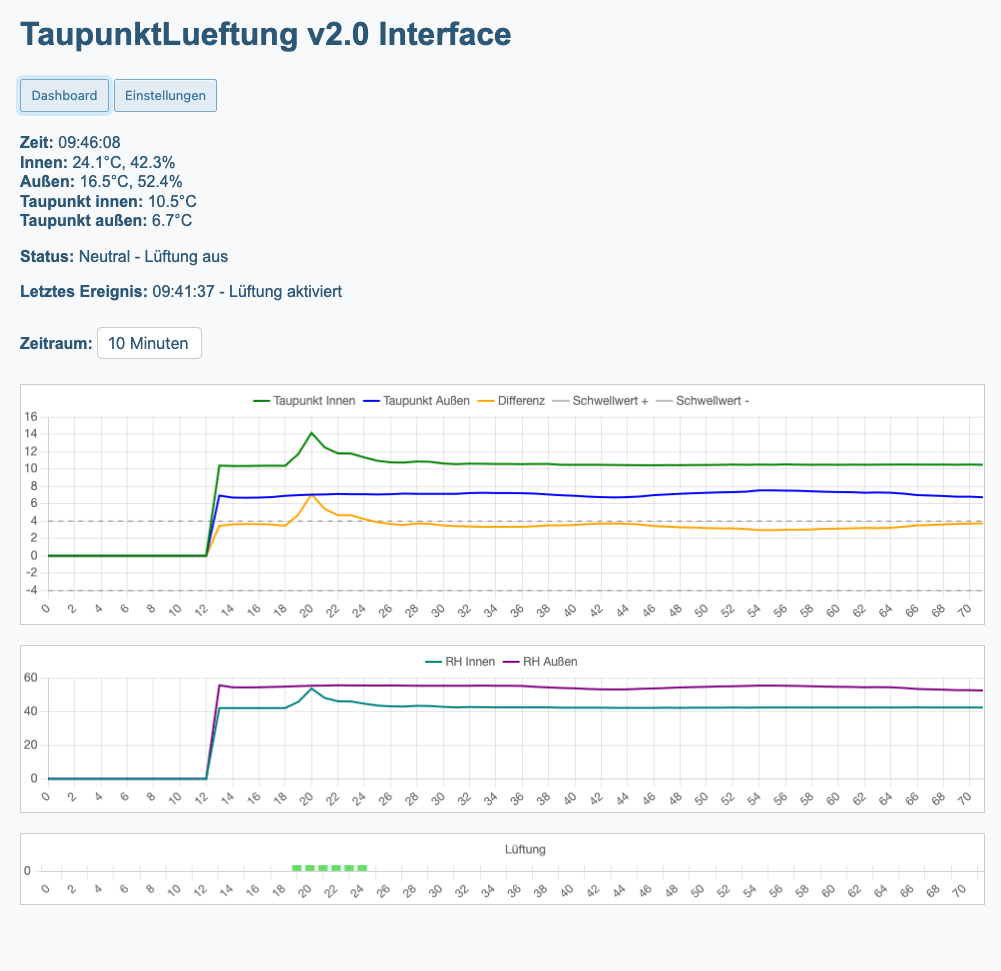 TaupunktLueftung v2.0 Interface
Dashboard Einstellungen
Zeit: 09:46:08
Innen: 24.1°C, 42.3%
Außen: 16.5°C, 52.4%
Taupunkt innen: 10.5°C
Taupunkt außen: 6.7°C
Status: Neutral - Lüftung aus
Letztes Ereignis: 09:41:37 - Lüftung aktiviert
Zeitraum: 10 Minuten
Taupunkt Innen Taupunkt Außen Differenz Schwellwert + Schwellwert -
16
14
12
10
8
6
4
2
0
-2
-4
0 2 4 6 8 10 12 14 16 18 20 22 24 26 28 30 32 34 36 38 40 42 44 46 48 50 52 54 56 58 60 62 64 66 68 70
RH Innen RH Außen
60
40
20
0
0 2 4 6 8 10 12 14 16 18 20 22 24 26 28 30 32 34 36 38 40 42 44 46 48 50 52 54 56 58 60 62 64 66 68 70
Lüftung
0
0 2 4 6 8 10 12 14 16 18 20 22 24 26 28 30 32 34 36 38 40 42 44 46 48 50 52 54 56 58 60 62 64 66 68 70